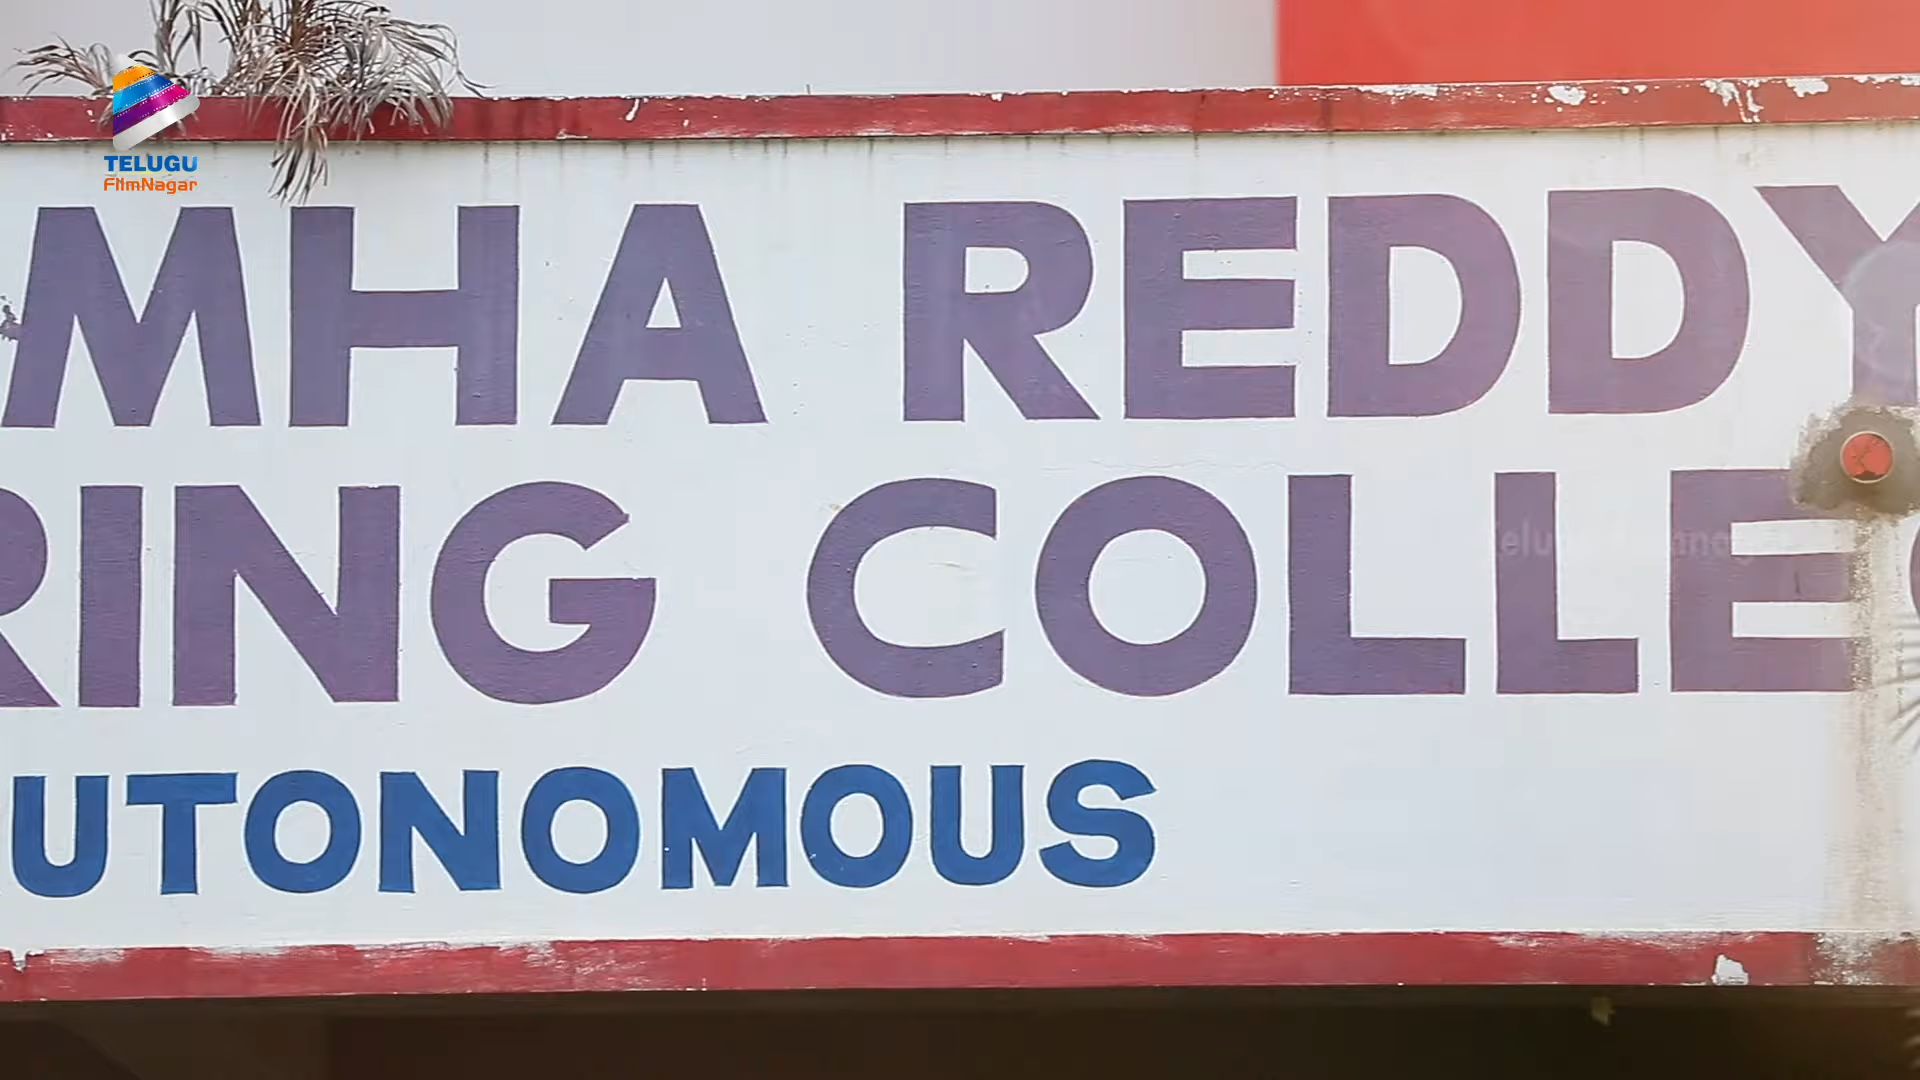 TELUGU
FilmNagar
MHA REDDY
RING COLLE
UTONOMOUS